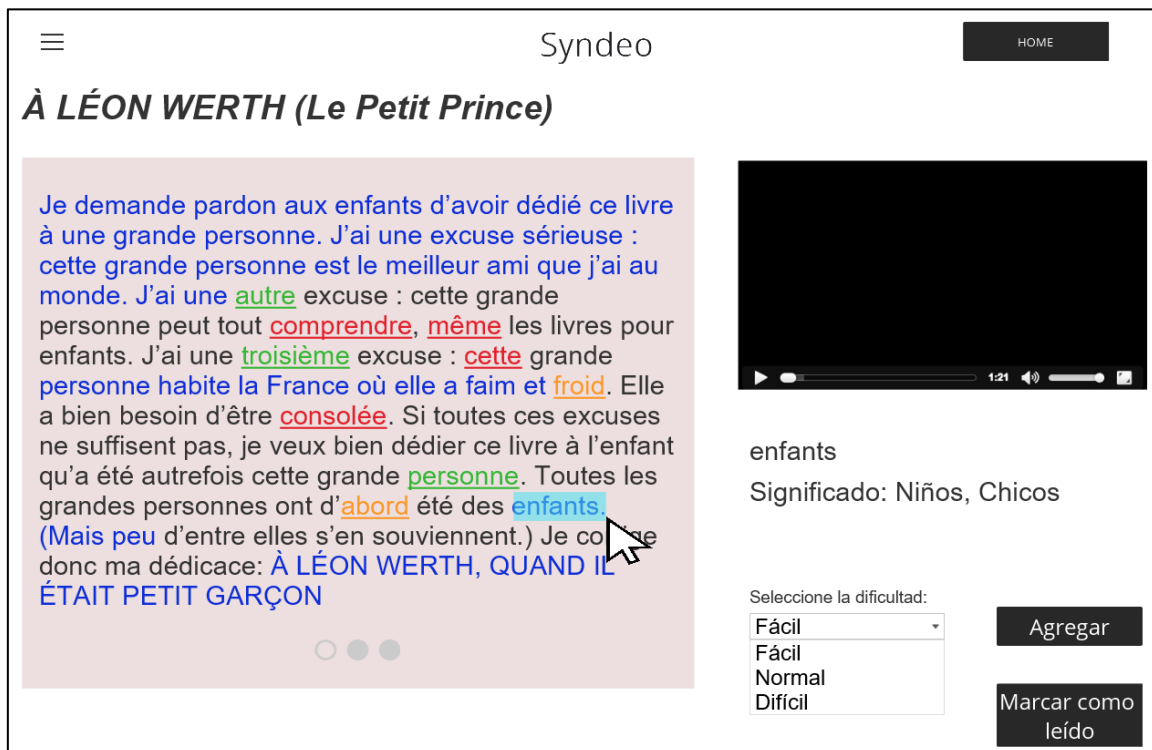 Syndeo
HOME
À LÉON WERTH (Le Petit Prince)
Je demande pardon aux enfants d’avoir dédié ce livre
à une grande personne. J’ai une excuse sérieuse :
cette grande personne est le meilleur ami que j’ai au
monde. J’ai une autre excuse : cette grande
personne peut tout comprendre, même les livres pour
enfants. J’ai une troisième excuse : cette grande
personne habite la France où elle a faim et froid. Elle
a bien besoin d’être consolée. Si toutes ces excuses
ne suffisent pas, je veux bien dédier ce livre à l’enfant
qu’a été autrefois cette grande personne. Toutes les
grandes personnes ont d’abord été des enfants.
(Mais peu d’entre elles s’en souviennent.) Je
donc ma dédicace: À LÉON WERTH, QUAND IL
ÉTAIT PETIT GARÇON
1:21
enfants
Significado: Niños, Chicos
Seleccione la dificultad:
Fácil
Fácil
Normal
Difícil
Agregar
Marcar como
leído